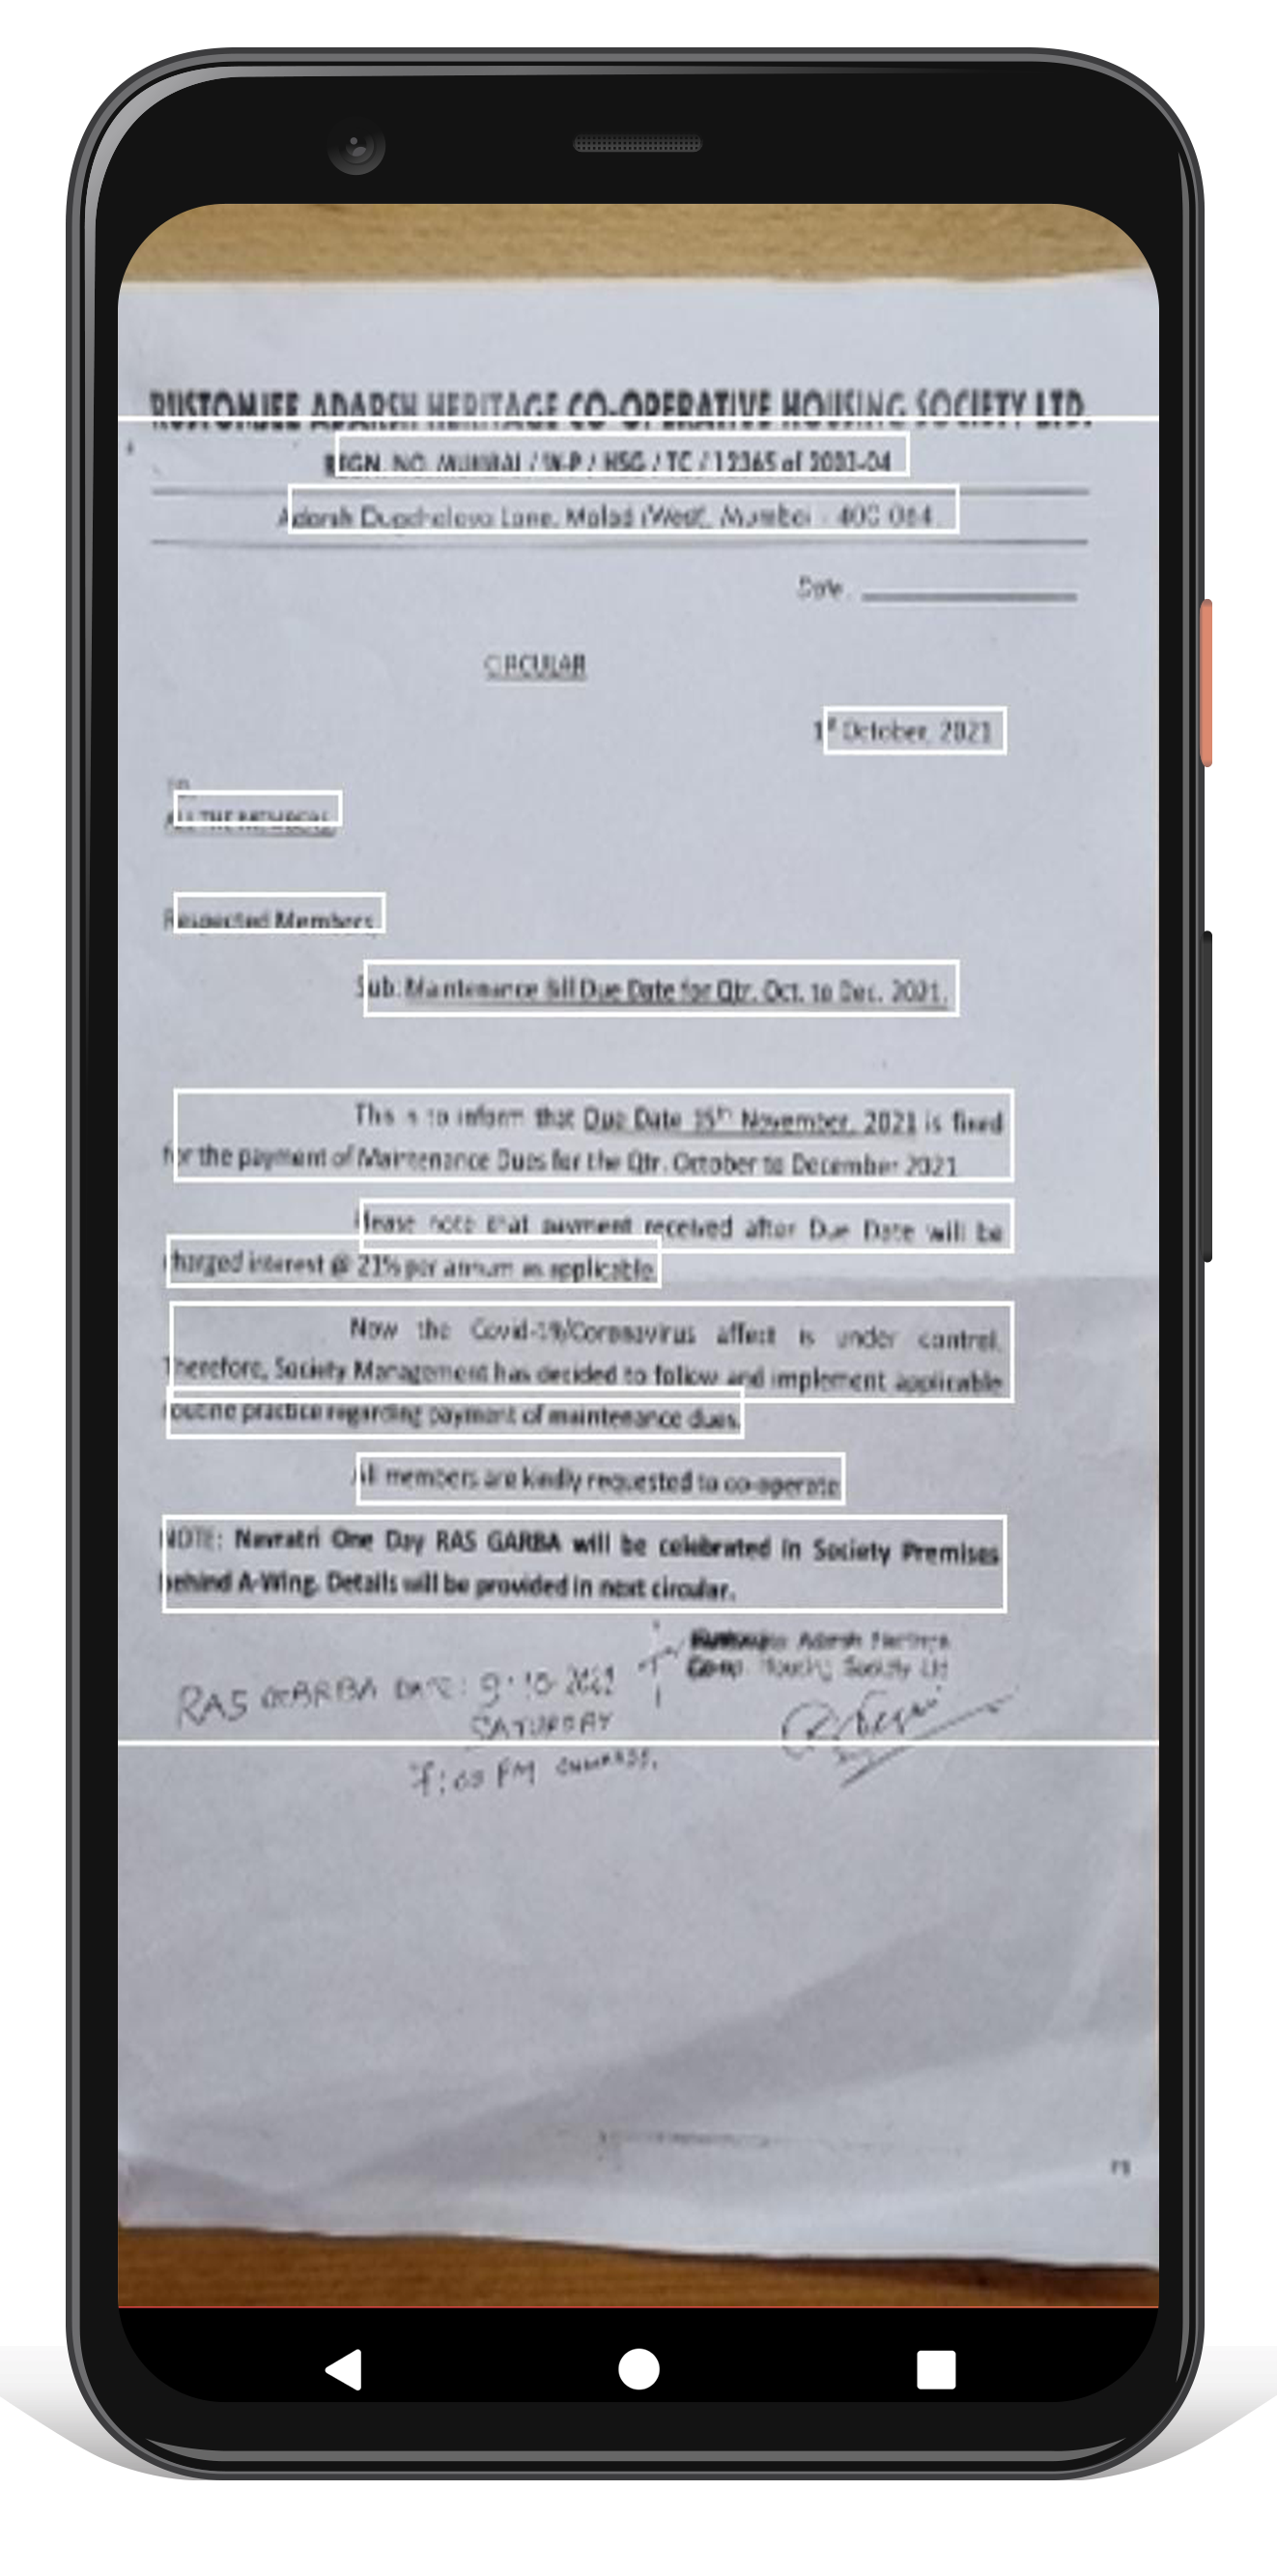 RUSTOMJEE ADARSH HERITAGE CO-OPERATIVE HOUSING SOCIETY LTD.
REGN. NO. MUMBAI / W-P / HSG / TC / 12365 of 2003-04
Adarsh Lane, Malad (West), Mumbai - 400 064.
Date
CIRCULAR
1st October, 2021
TO,
ALL THE MEMBERS,
Respected Members,
Sub: Maintenance Bill Due Date for Qtr. Oct. to Dec. 2021.
This is to inform that Due Date 15th November, 2021 is fixed
for the payment of Maintenance Dues for the Qtr. October to December 2021
Please note that payment received after Due Date will be
charged interest @ 21% per annum as applicable.
Now the Covid-19/Coronavirus affect is under control.
Therefore, Society Management has decided to follow and implement applicable
routine practice regarding payment of maintenance dues.
All members are kindly requested to co-operate
NOTE: Navratri One Day RAS GARBA will be celebrated in Society Premises
behind A-Wing. Details will be provided in next circular.
Rustomjee Adarsh Heritage
Co-op. Housing Society Ltd
RAS GARBA DATE: 9-10-2021
SATURDAY
7:00 PM ONWARDS.